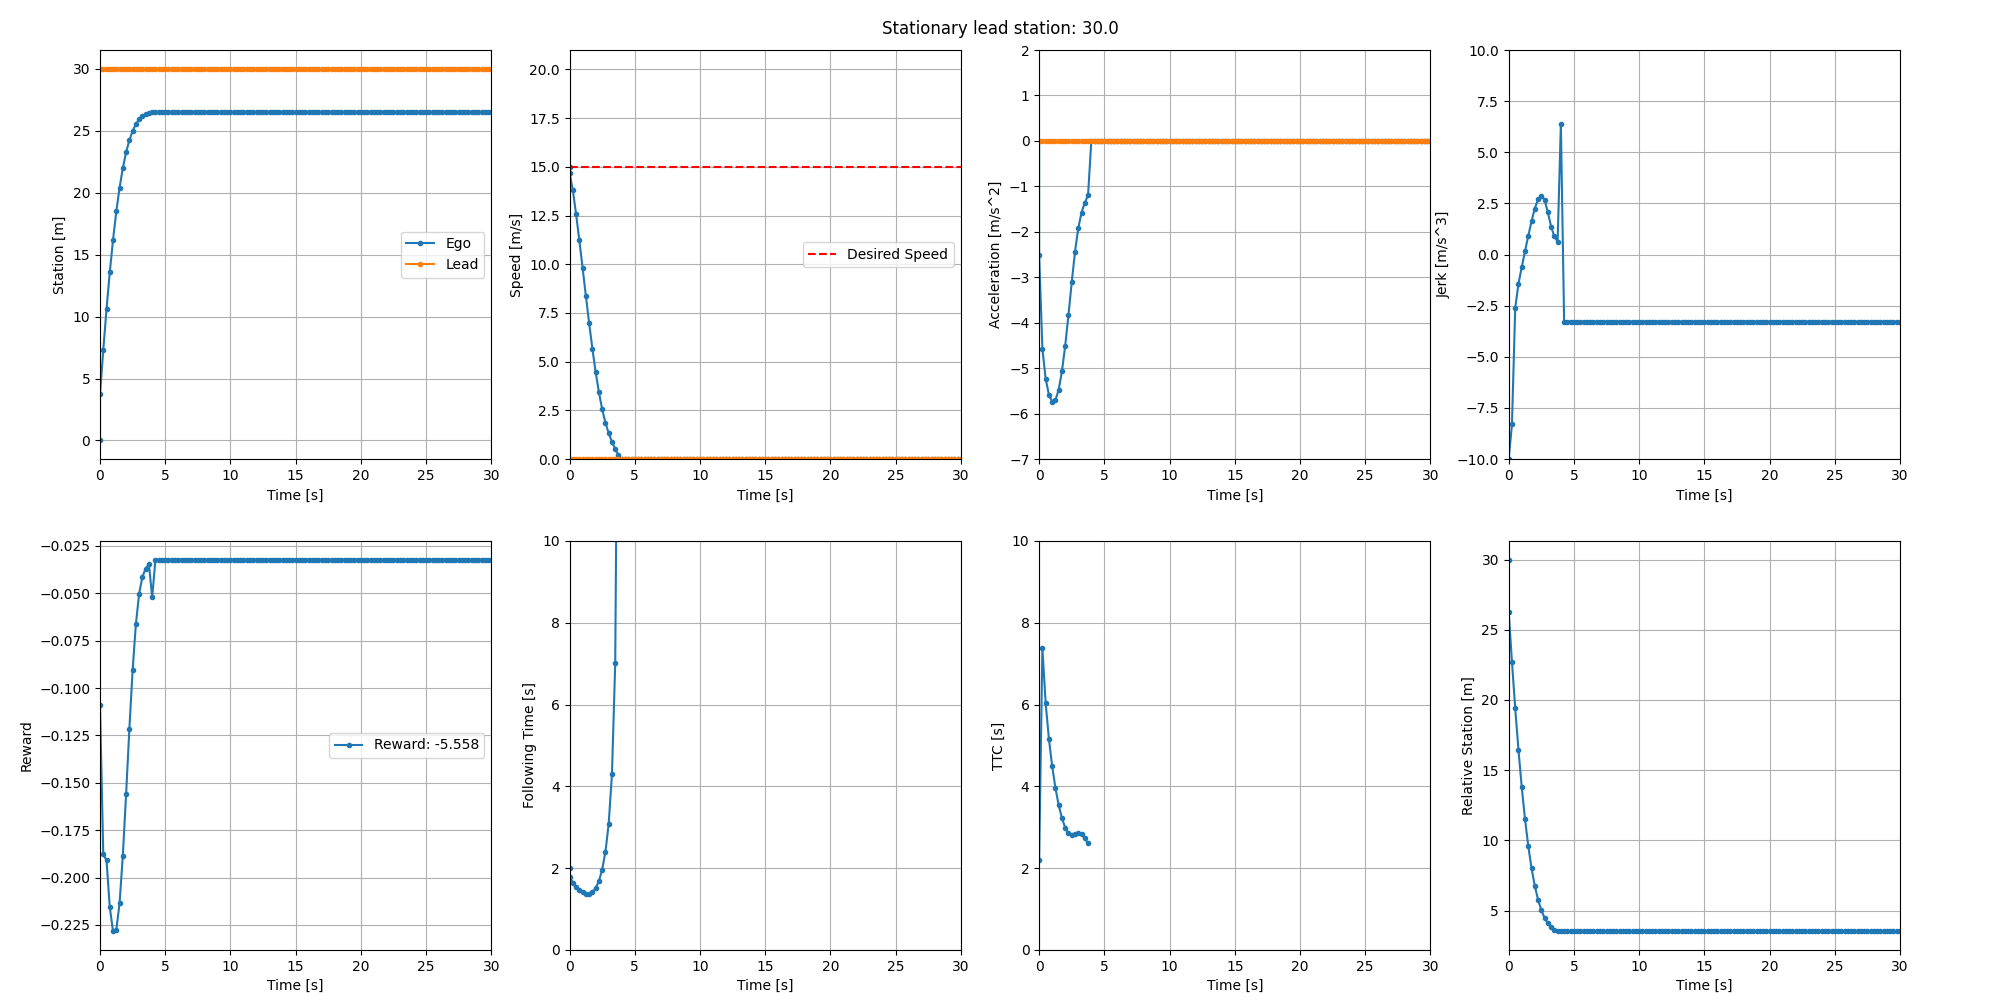 Stationary lead station: 30.0
Station [m]
30
25
20
15
10
5
0
Ego
Lead
0 5 10 15 20 25 30
Time [s]
Speed [m/s]
20.0
17.5
15.0
12.5
10.0
7.5
5.0
2.5
0.0
Desired Speed
0 5 10 15 20 25 30
Time [s]
Acceleration [m/s^2]
2
1
0
−1
−2
−3
−4
−5
−6
−7
0 5 10 15 20 25 30
Time [s]
Jerk [m/s^3]
10.0
7.5
5.0
2.5
0.0
−2.5
−5.0
−7.5
−10.0
0 5 10 15 20 25 30
Time [s]
Reward
−0.025
−0.050
−0.075
−0.100
−0.125
−0.150
−0.175
−0.200
−0.225
Reward: -5.558
0 5 10 15 20 25 30
Time [s]
Following Time [s]
10
8
6
4
2
0
0 5 10 15 20 25 30
Time [s]
TTC [s]
10
8
6
4
2
0
0 5 10 15 20 25 30
Time [s]
Relative Station [m]
30
25
20
15
10
5
0 5 10 15 20 25 30
Time [s]